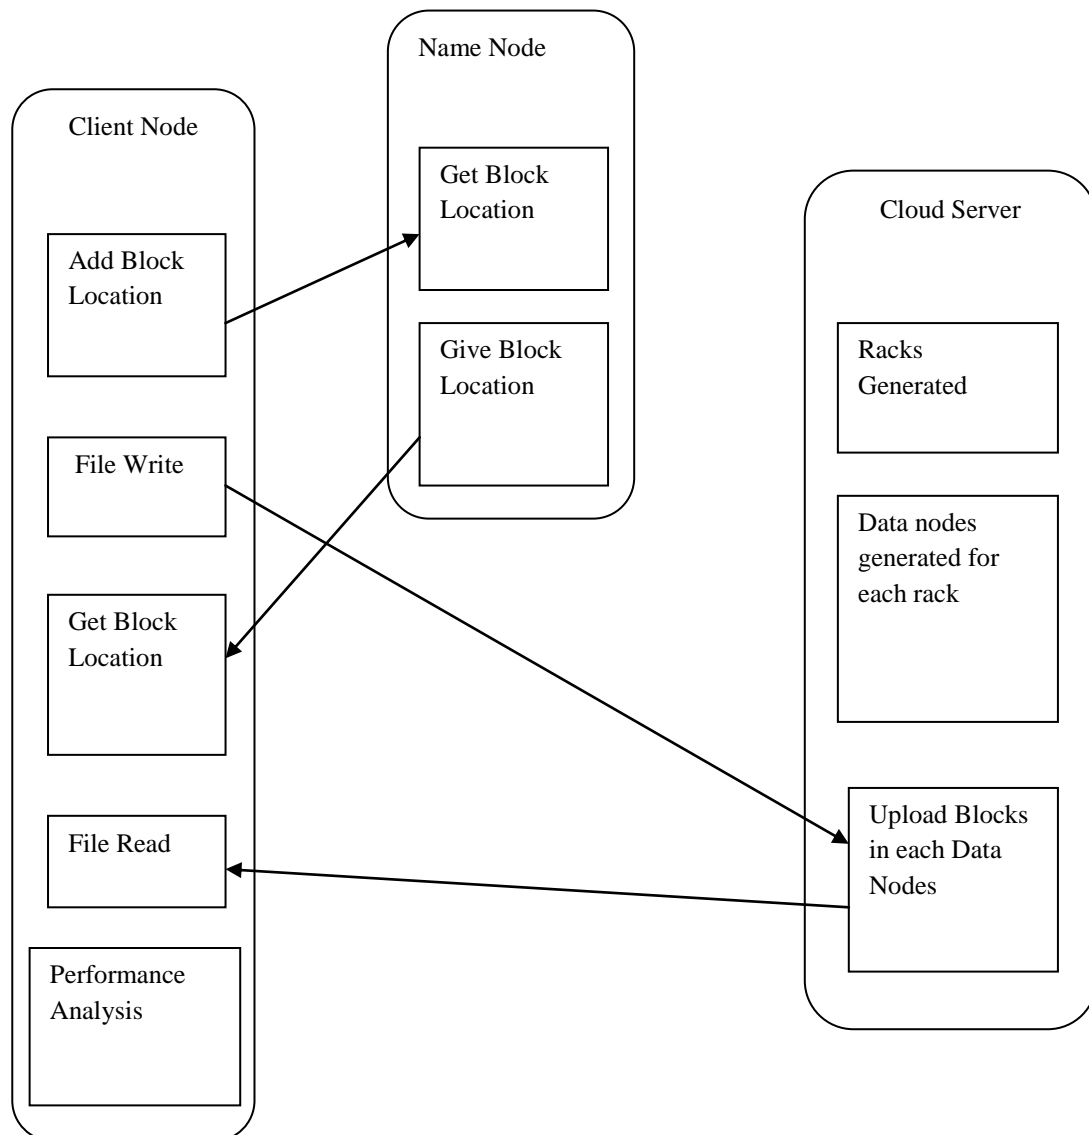 Name Node
Get Block
Location
Give Block
Location
Client Node
Add Block
Location
File Write
Get Block
Location
File Read
Performance
Analysis
Cloud Server
Racks
Generated
Data nodes
generated for
each rack
Upload Blocks
in each Data
Nodes